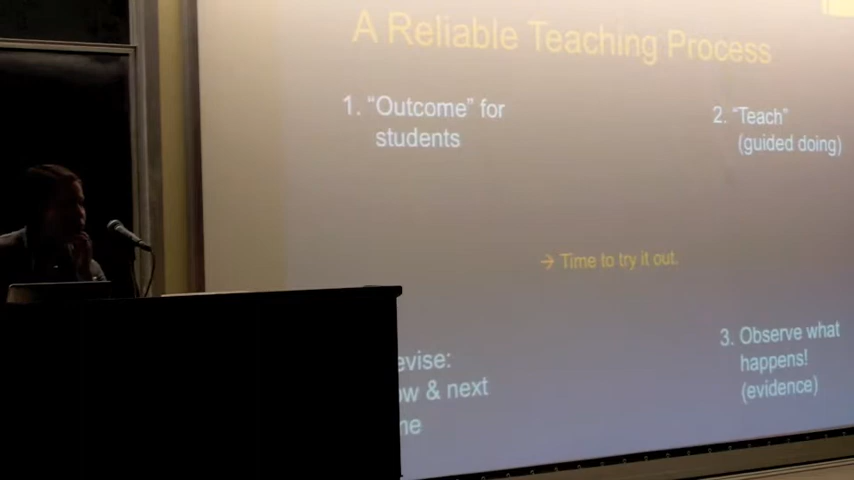 A Reliable Teaching Process
1. “Outcome” for
students
2. “Teach”
(guided doing)
→ Time to try it out.
3. Observe what
happens!
(evidence)
evise:
ow & next
ne